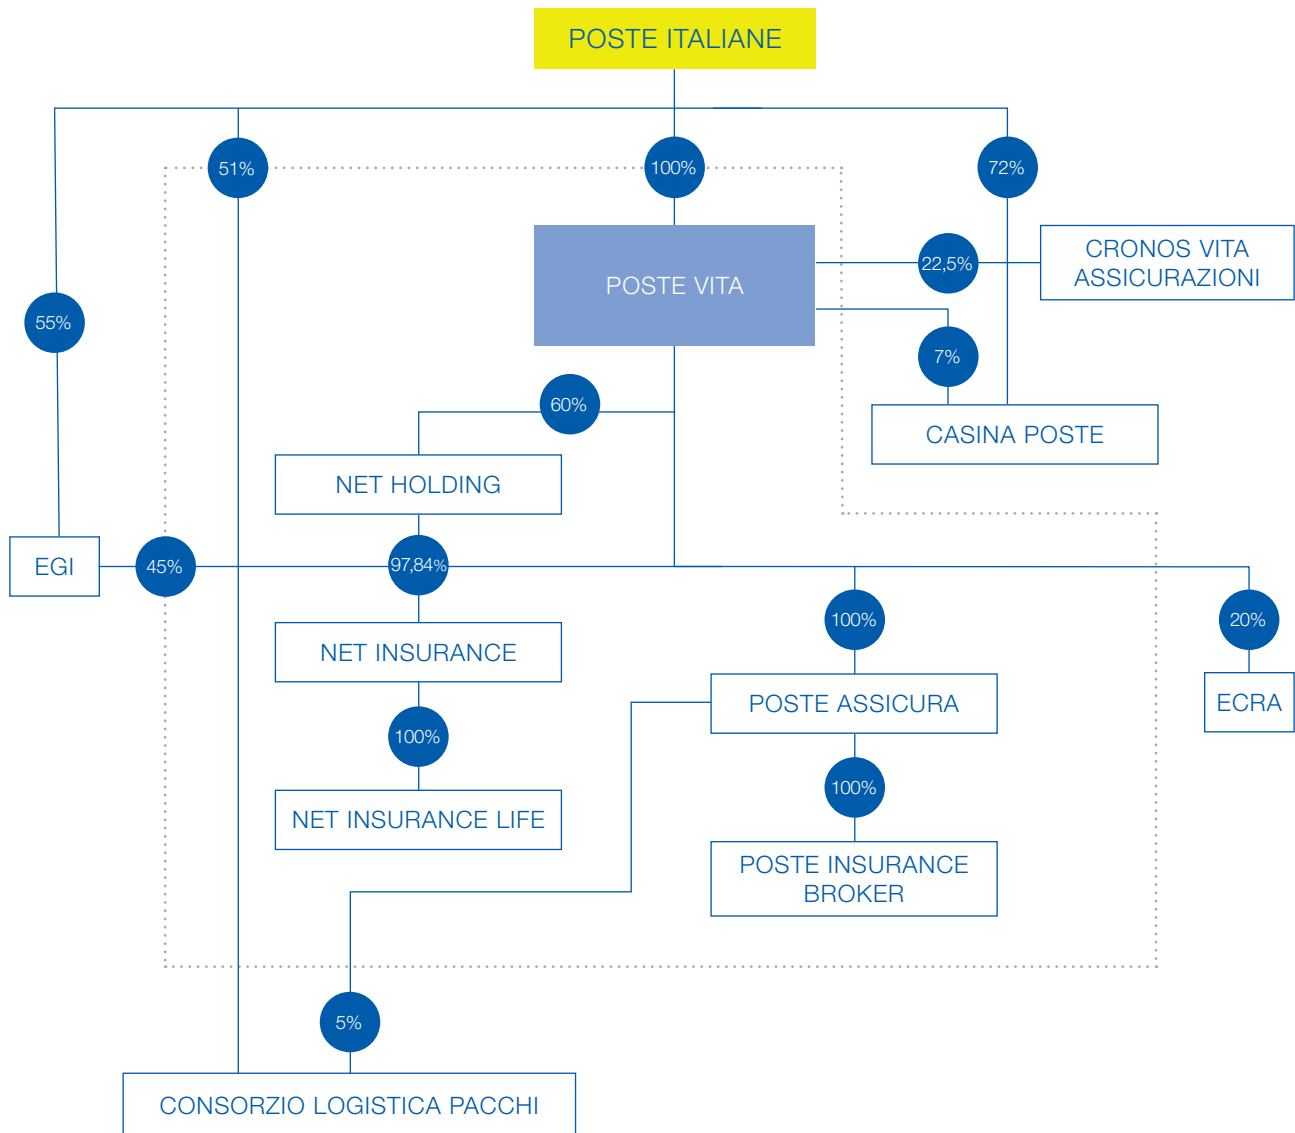 POSTE ITALIANE
51%
100%
72%
POSTE VITA
22,5%
CRONOS VITA
ASSICURAZIONI
55%
7%
60%
CASINA POSTE
NET HOLDING
EGI
45%
97,84%
100%
20%
NET INSURANCE
POSTE ASSICURA
ECRA
100%
100%
NET INSURANCE LIFE
POSTE INSURANCE
BROKER
5%
CONSORZIO LOGISTICA PACCHI